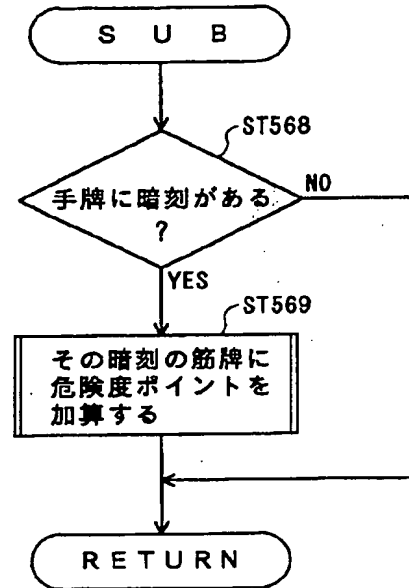 SUB
ST568
手牌に暗刻がある
?
NO
YES
ST569
その暗刻の筋牌に
危険度ポイントを
加算する
RETURN